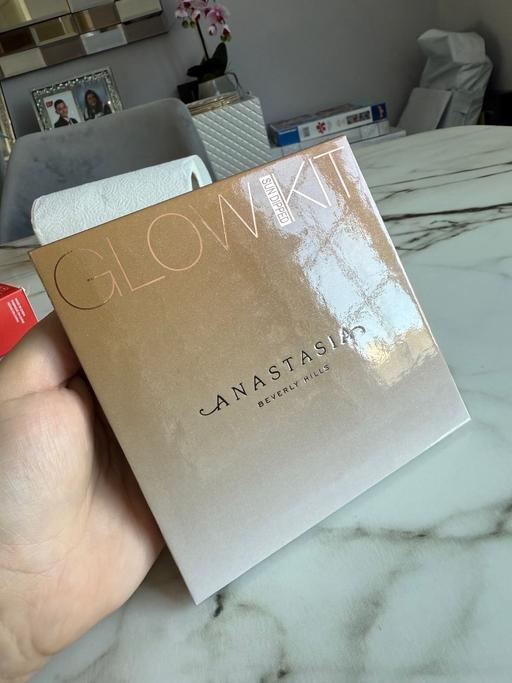 GLOW KIT
SUN DIPPED
ANASTASIA
BEVERLY HILLS